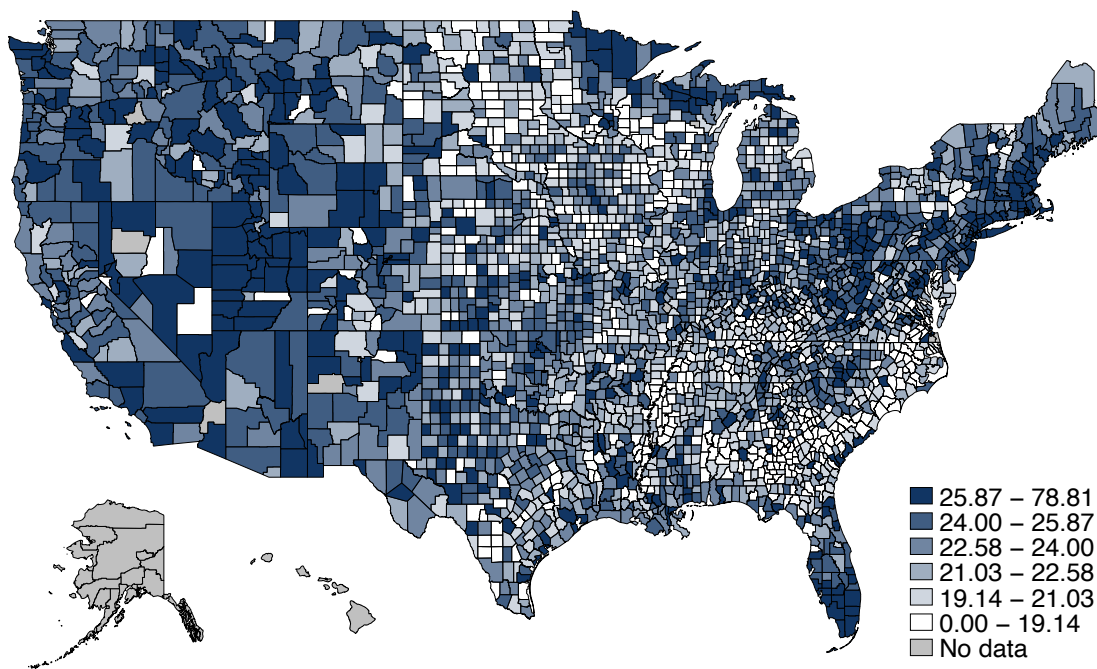 25.87 – 78.81
24.00 – 25.87
22.58 – 24.00
21.03 – 22.58
19.14 – 21.03
0.00 – 19.14
No data